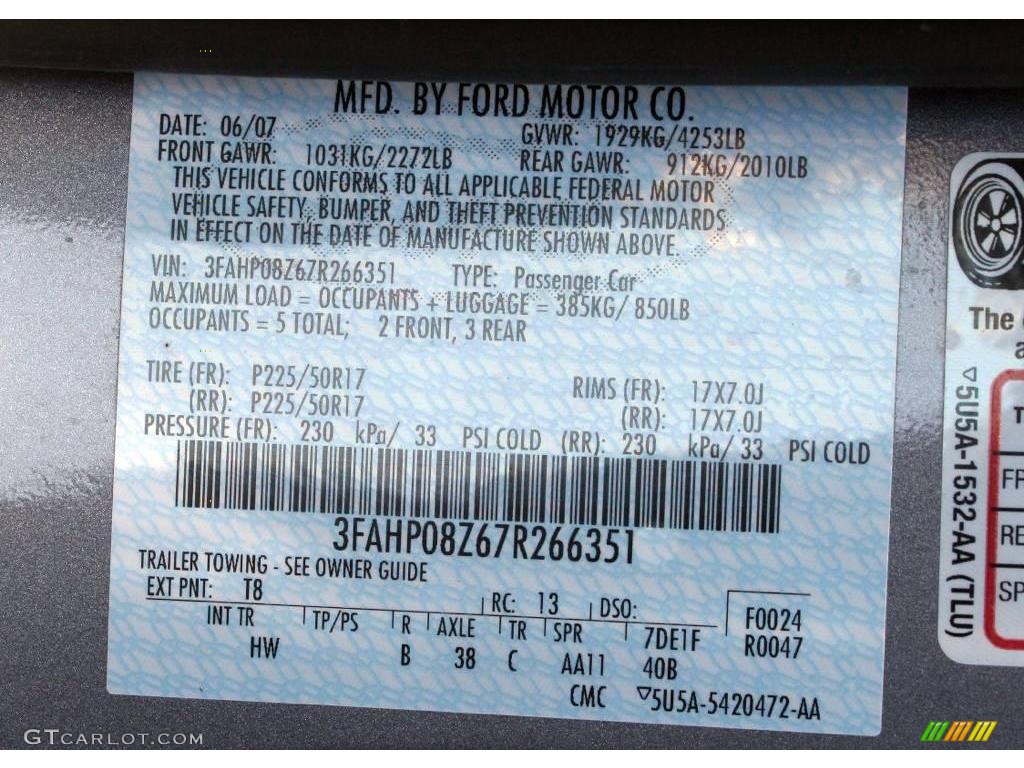 MFD. BY FORD MOTOR CO.
DATE: 06/07 GVWR: 1929KG/4253LB
FRONT GAWR: 1031KG/2272LB REAR GAWR: 912KG/2010LB
THIS VEHICLE CONFORMS TO ALL APPLICABLE FEDERAL MOTOR
VEHICLE SAFETY, BUMPER, AND THEFT PREVENTION STANDARDS
IN EFFECT ON THE DATE OF MANUFACTURE SHOWN ABOVE.
VIN: 3FAHP08Z67R266351 TYPE: Passenger Car
MAXIMUM LOAD = OCCUPANTS + LUGGAGE = 385KG/ 850LB
OCCUPANTS = 5 TOTAL; 2 FRONT, 3 REAR
TIRE (FR): P225/50R17 RIMS (FR): 17X7.0J
(RR): P225/50R17 (RR): 17X7.0J
PRESSURE (FR): 230 kPa/ 33 PSI COLD (RR): 230 kPa/ 33 PSI COLD
3FAHP08Z67R266351
TRAILER TOWING - SEE OWNER GUIDE
EXT PNT: T8 RC: 13 DSO: F0024
INT TR TP/PS R AXLE TR SPR 7DE1F R0047
HW B 38 C AA11 40B
CMC ▽5U5A-5420472-AA
The
▽5U5A-1532-AA (TLU)
T
FR
RE
SP
GTCARLOT.COM